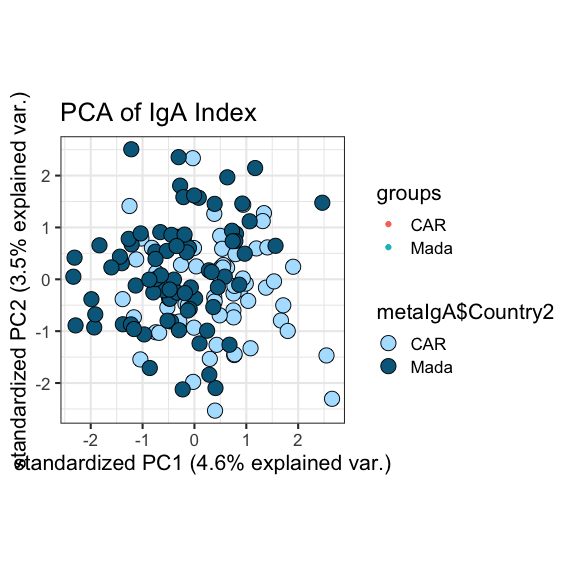 PCA of IgA Index
standardized PC2 (3.5% explained var.)
2
1
0
-1
-2
-2
-1
0
1
2
standardized PC1 (4.6% explained var.)
groups
CAR
Mada
metaIgA$Country2
CAR
Mada